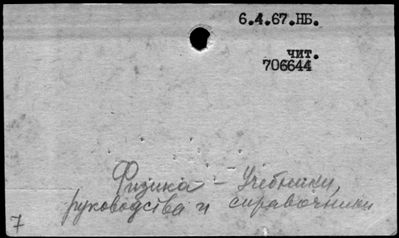 6.4.67.НБ.
чит.
706644
Физика – Учебники,
руководства и справочники
7